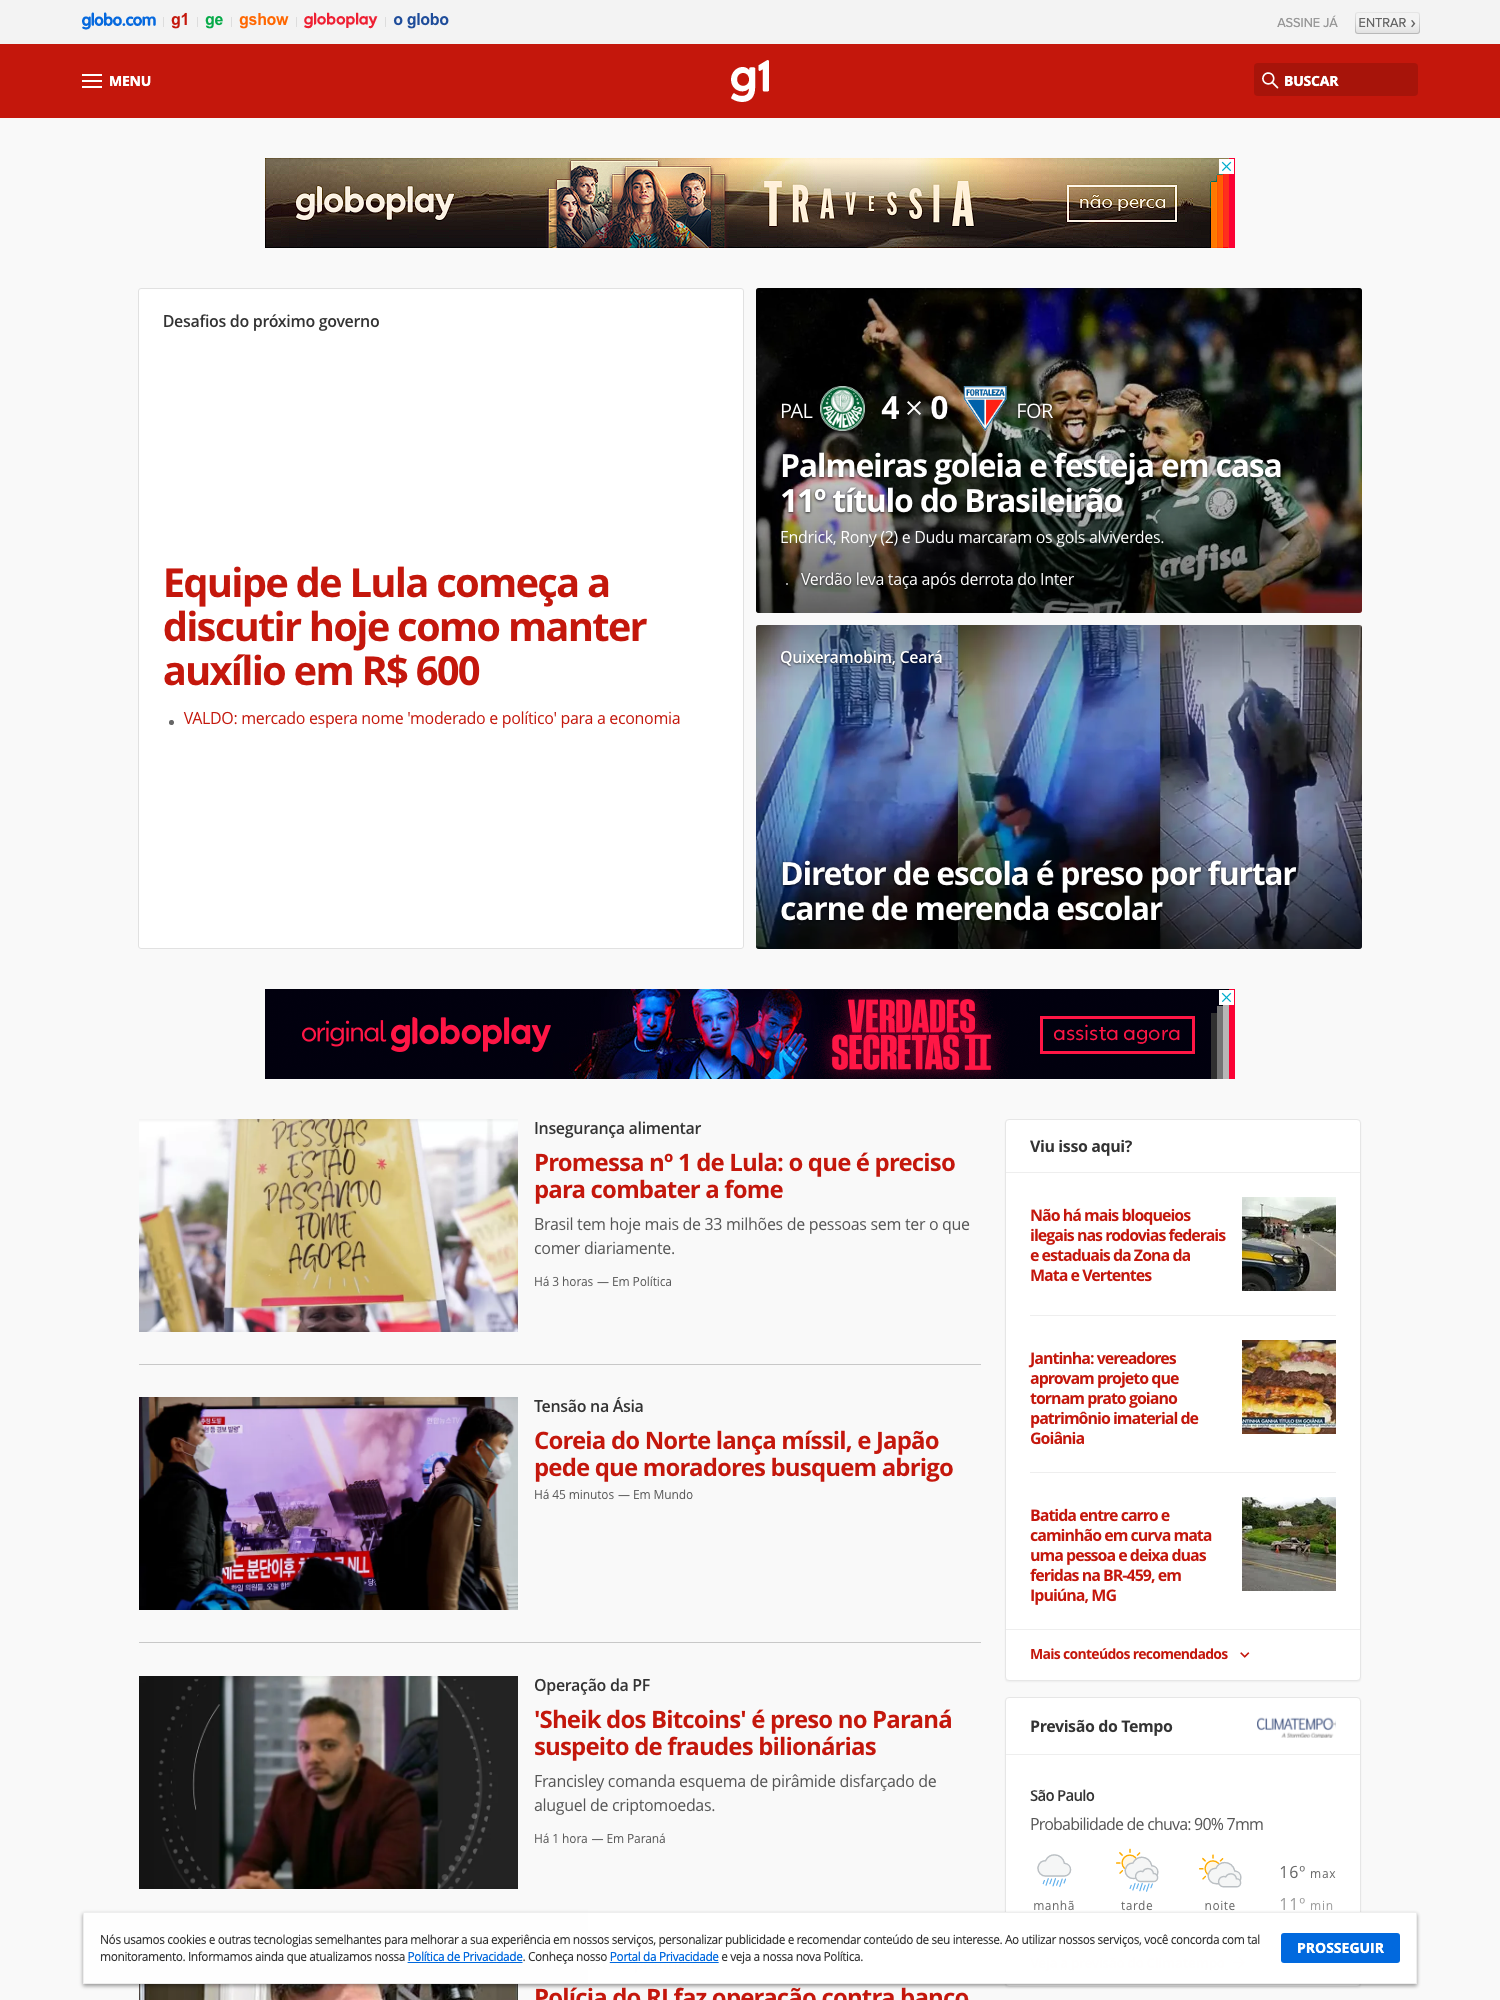 globo.com g1 ge gshow globoplay o globo
ASSINE JÁ ENTRAR ›
MENU
g1
BUSCAR
globoplay TRAVESSIA não perca
Desafios do próximo governo
Equipe de Lula começa a
discutir hoje como manter
auxílio em R$ 600
• VALDO: mercado espera nome 'moderado e político' para a economia
PAL PALMEIRAS 4 × 0 FORTALEZA FOR
Palmeiras goleia e festeja em casa
11º título do Brasileirão
Endrick, Rony (2) e Dudu marcaram os gols alviverdes.
. Verdão leva taça após derrota do Inter
crefisa
Quixeramobim, Ceará
Diretor de escola é preso por furtar
carne de merenda escolar
original globoplay VERDADES
SECRETAS II
assista agora
PESSOAS
ESTÃO
PASSANDO
FOME
AGORA
Insegurança alimentar
Promessa nº 1 de Lula: o que é preciso
para combater a fome
Brasil tem hoje mais de 33 milhões de pessoas sem ter o que
comer diariamente.
Há 3 horas — Em Política
Tensão na Ásia
Coreia do Norte lança míssil, e Japão
pede que moradores busquem abrigo
Há 45 minutos — Em Mundo
NLL
Operação da PF
'Sheik dos Bitcoins' é preso no Paraná
suspeito de fraudes bilionárias
Francisley comanda esquema de pirâmide disfarçado de
aluguel de criptomoedas.
Há 1 hora — Em Paraná
Viu isso aqui?
Não há mais bloqueios
ilegais nas rodovias federais
e estaduais da Zona da
Mata e Vertentes
Jantinha: vereadores
aprovam projeto que
tornam prato goiano
patrimônio imaterial de
Goiânia
Batida entre carro e
caminhão em curva mata
uma pessoa e deixa duas
feridas na BR-459, em
Ipuiúna, MG
Mais conteúdos recomendados
Previsão do Tempo
CLIMATEMPO
A StormGeo Company
São Paulo
Probabilidade de chuva: 90% 7mm
16º max
manhã tarde noite 11º min
Nós usamos cookies e outras tecnologias semelhantes para melhorar a sua experiência em nossos serviços, personalizar publicidade e recomendar conteúdo de seu interesse. Ao utilizar nossos serviços, você concorda com tal
monitoramento. Informamos ainda que atualizamos nossa Política de Privacidade. Conheça nosso Portal da Privacidade e veja a nossa nova Política.
PROSSEGUIR
Polícia do RJ faz operação contra banco